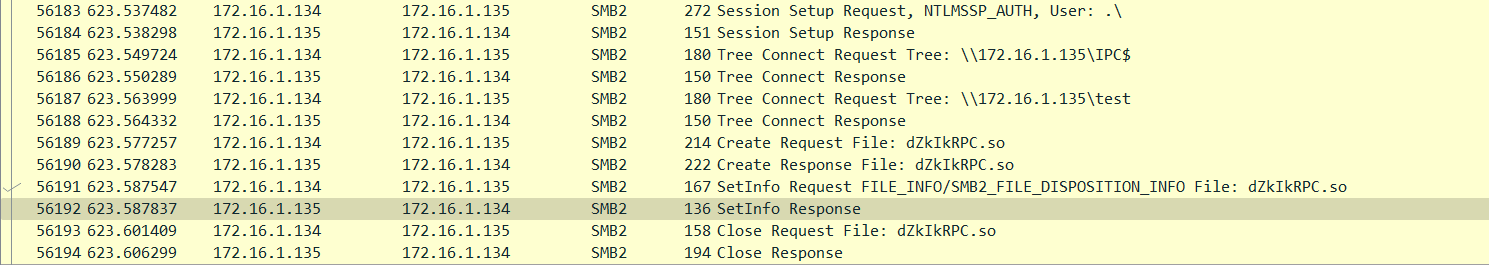 56183 623.537482 172.16.1.134 172.16.1.135 SMB2 272 Session Setup Request, NTLMSSP_AUTH, User: .\
56184 623.538298 172.16.1.135 172.16.1.134 SMB2 151 Session Setup Response
56185 623.549724 172.16.1.134 172.16.1.135 SMB2 180 Tree Connect Request Tree: \\172.16.1.135\IPC$
56186 623.550289 172.16.1.135 172.16.1.134 SMB2 150 Tree Connect Response
56187 623.563999 172.16.1.134 172.16.1.135 SMB2 180 Tree Connect Request Tree: \\172.16.1.135\test
56188 623.564332 172.16.1.135 172.16.1.134 SMB2 150 Tree Connect Response
56189 623.577257 172.16.1.134 172.16.1.135 SMB2 214 Create Request File: dZkIkRPC.so
56190 623.578283 172.16.1.135 172.16.1.134 SMB2 222 Create Response File: dZkIkRPC.so
56191 623.587547 172.16.1.134 172.16.1.135 SMB2 167 SetInfo Request FILE_INFO/SMB2_FILE_DISPOSITION_INFO File: dZkIkRPC.so
56192 623.587837 172.16.1.135 172.16.1.134 SMB2 136 SetInfo Response
56193 623.601409 172.16.1.134 172.16.1.135 SMB2 158 Close Request File: dZkIkRPC.so
56194 623.606299 172.16.1.135 172.16.1.134 SMB2 194 Close Response